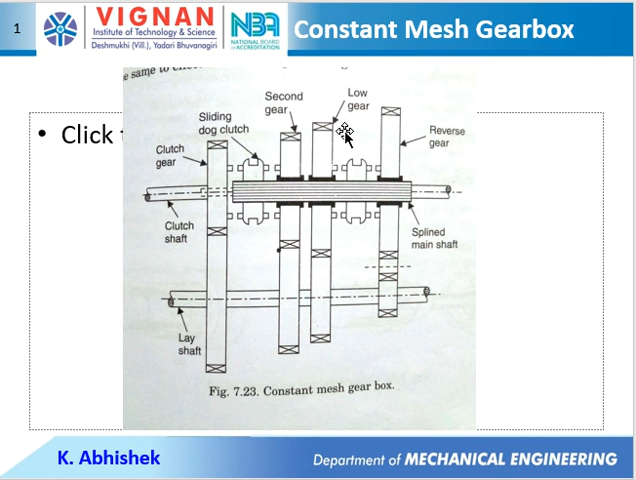 1
VIGNAN
Institute of Technology & Science
Deshmukhi (Vill.), Yadari Bhuvanagiri
NBA
NATIONAL BOARD
of ACCREDITATION
Constant Mesh Gearbox
same to
• Click
Second
gear
Low
gear
Sliding
dog clutch
Reverse
gear
Clutch
gear
Clutch
shaft
Splined
main shaft
Lay
shaft
Fig. 7.23. Constant mesh gear box.
K. Abhishek
Department of MECHANICAL ENGINEERING